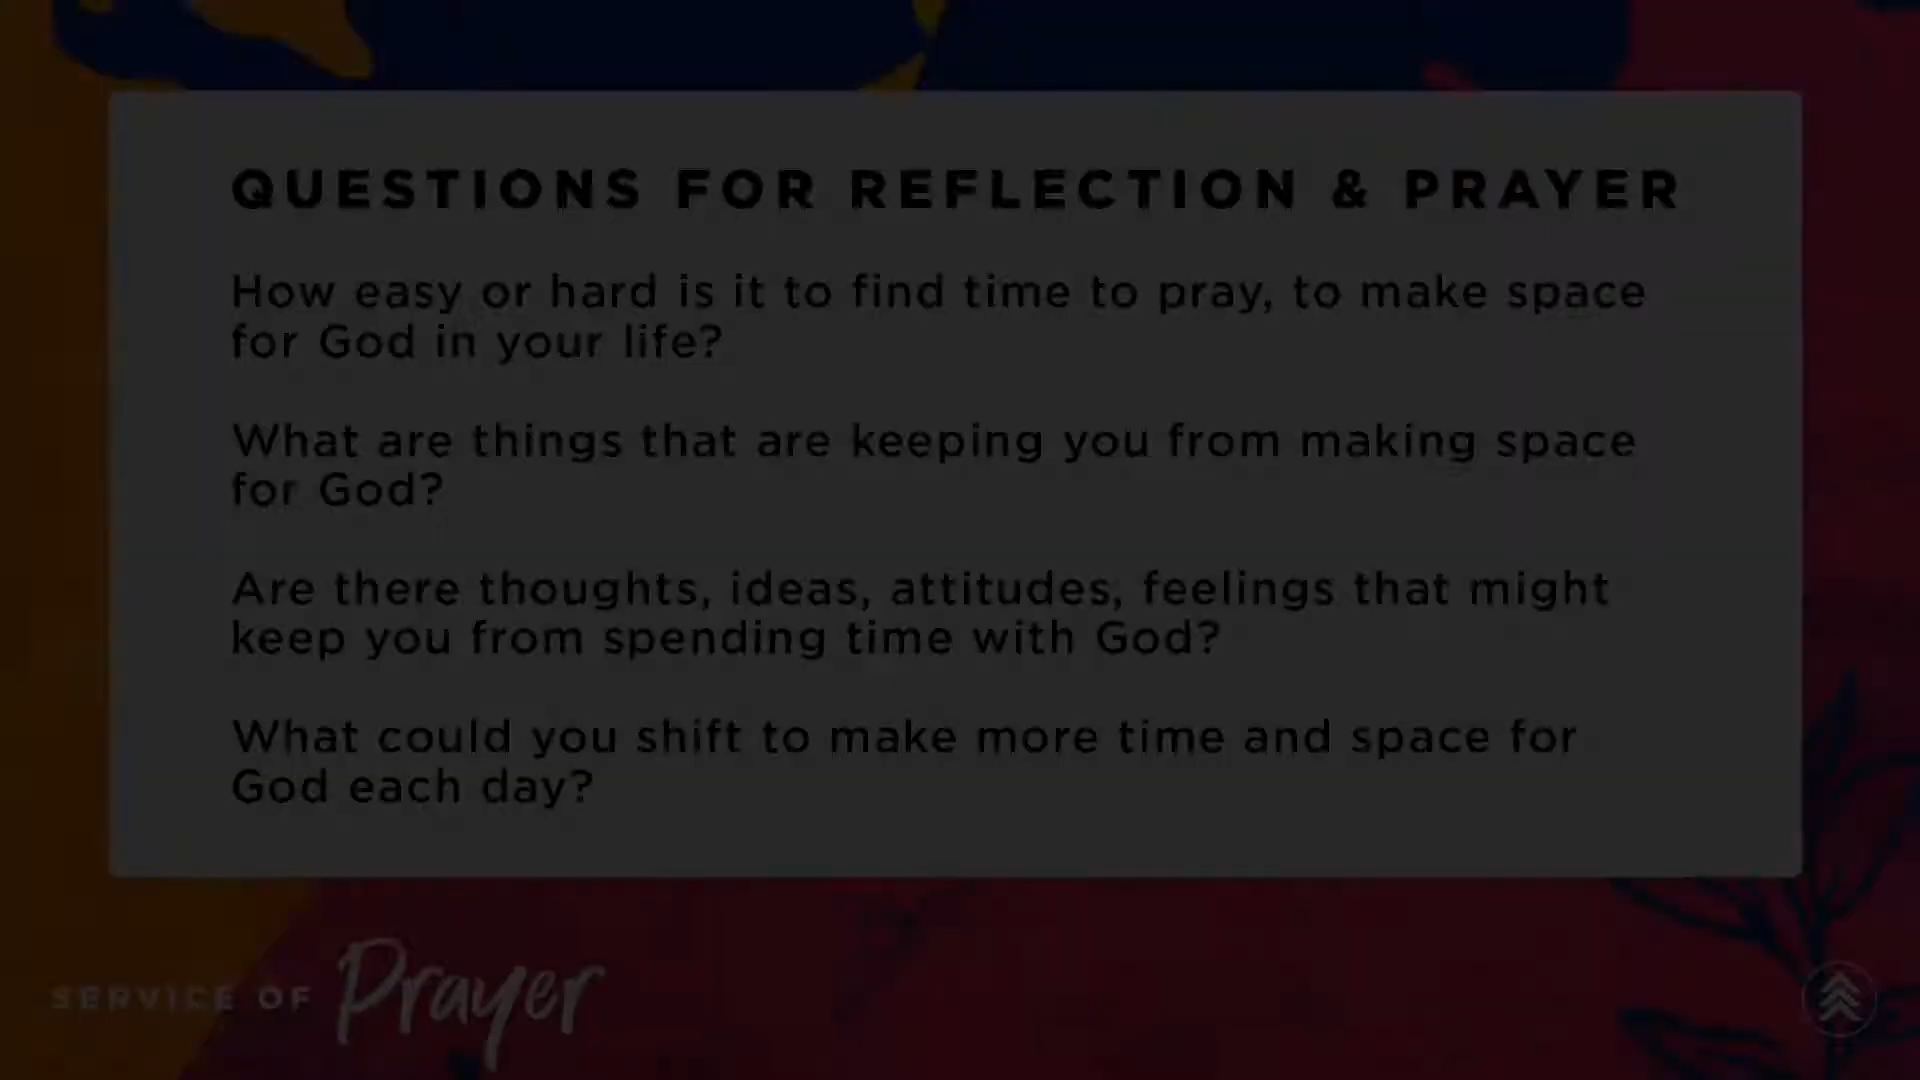 QUESTIONS FOR REFLECTION & PRAYER
How easy or hard is it to find time to pray, to make space
for God in your life?
What are things that are keeping you from making space
for God?
Are there thoughts, ideas, attitudes, feelings that might
keep you from spending time with God?
What could you shift to make more time and space for
God each day?
SERVICE OF Prayer